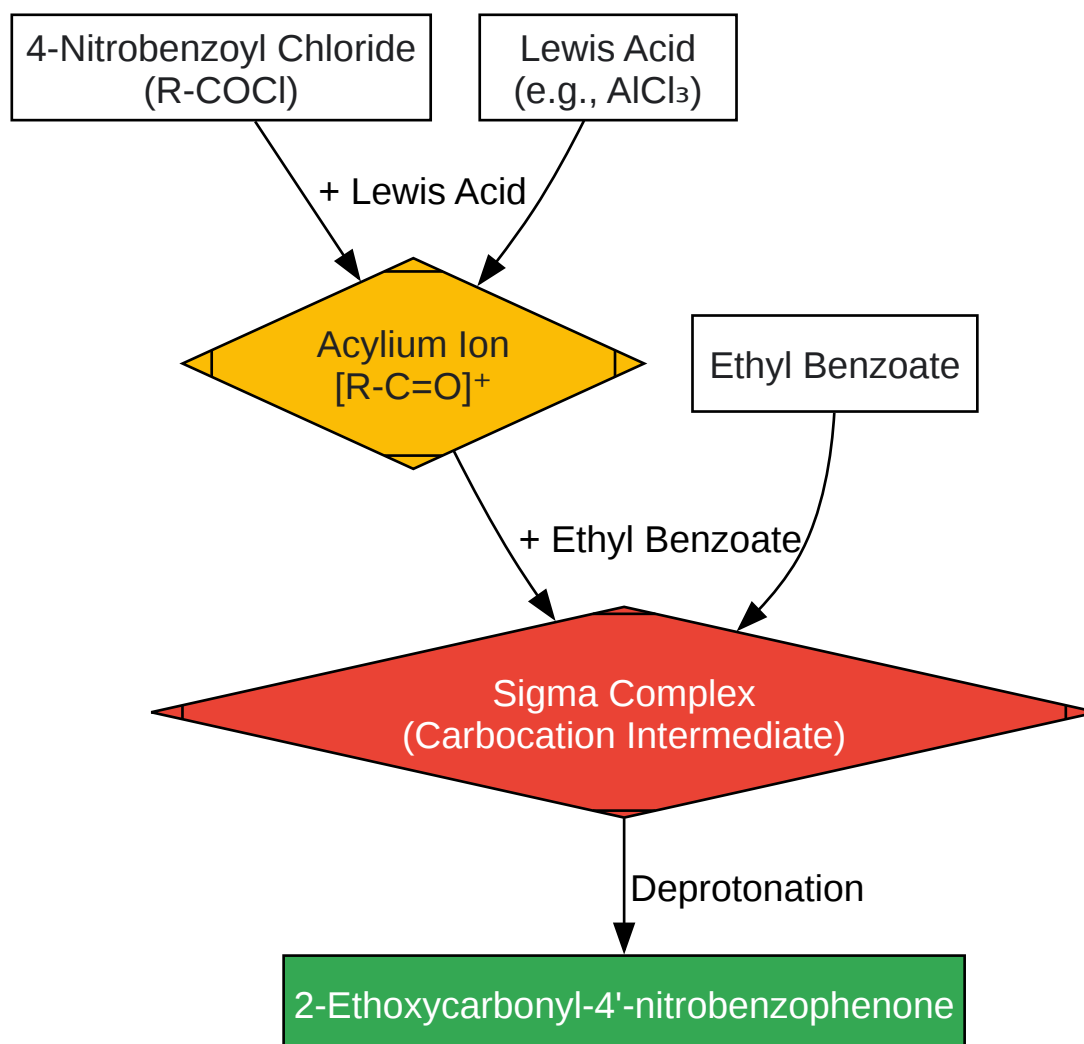 4-Nitrobenzoyl Chloride
(R-COCl)
Lewis Acid
(e.g., AlCl₃)
+ Lewis Acid
Acylium Ion
[R-C=O]⁺
Ethyl Benzoate
+ Ethyl Benzoate
Sigma Complex
(Carbocation Intermediate)
Deprotonation
2-Ethoxycarbonyl-4'-nitrobenzophenone